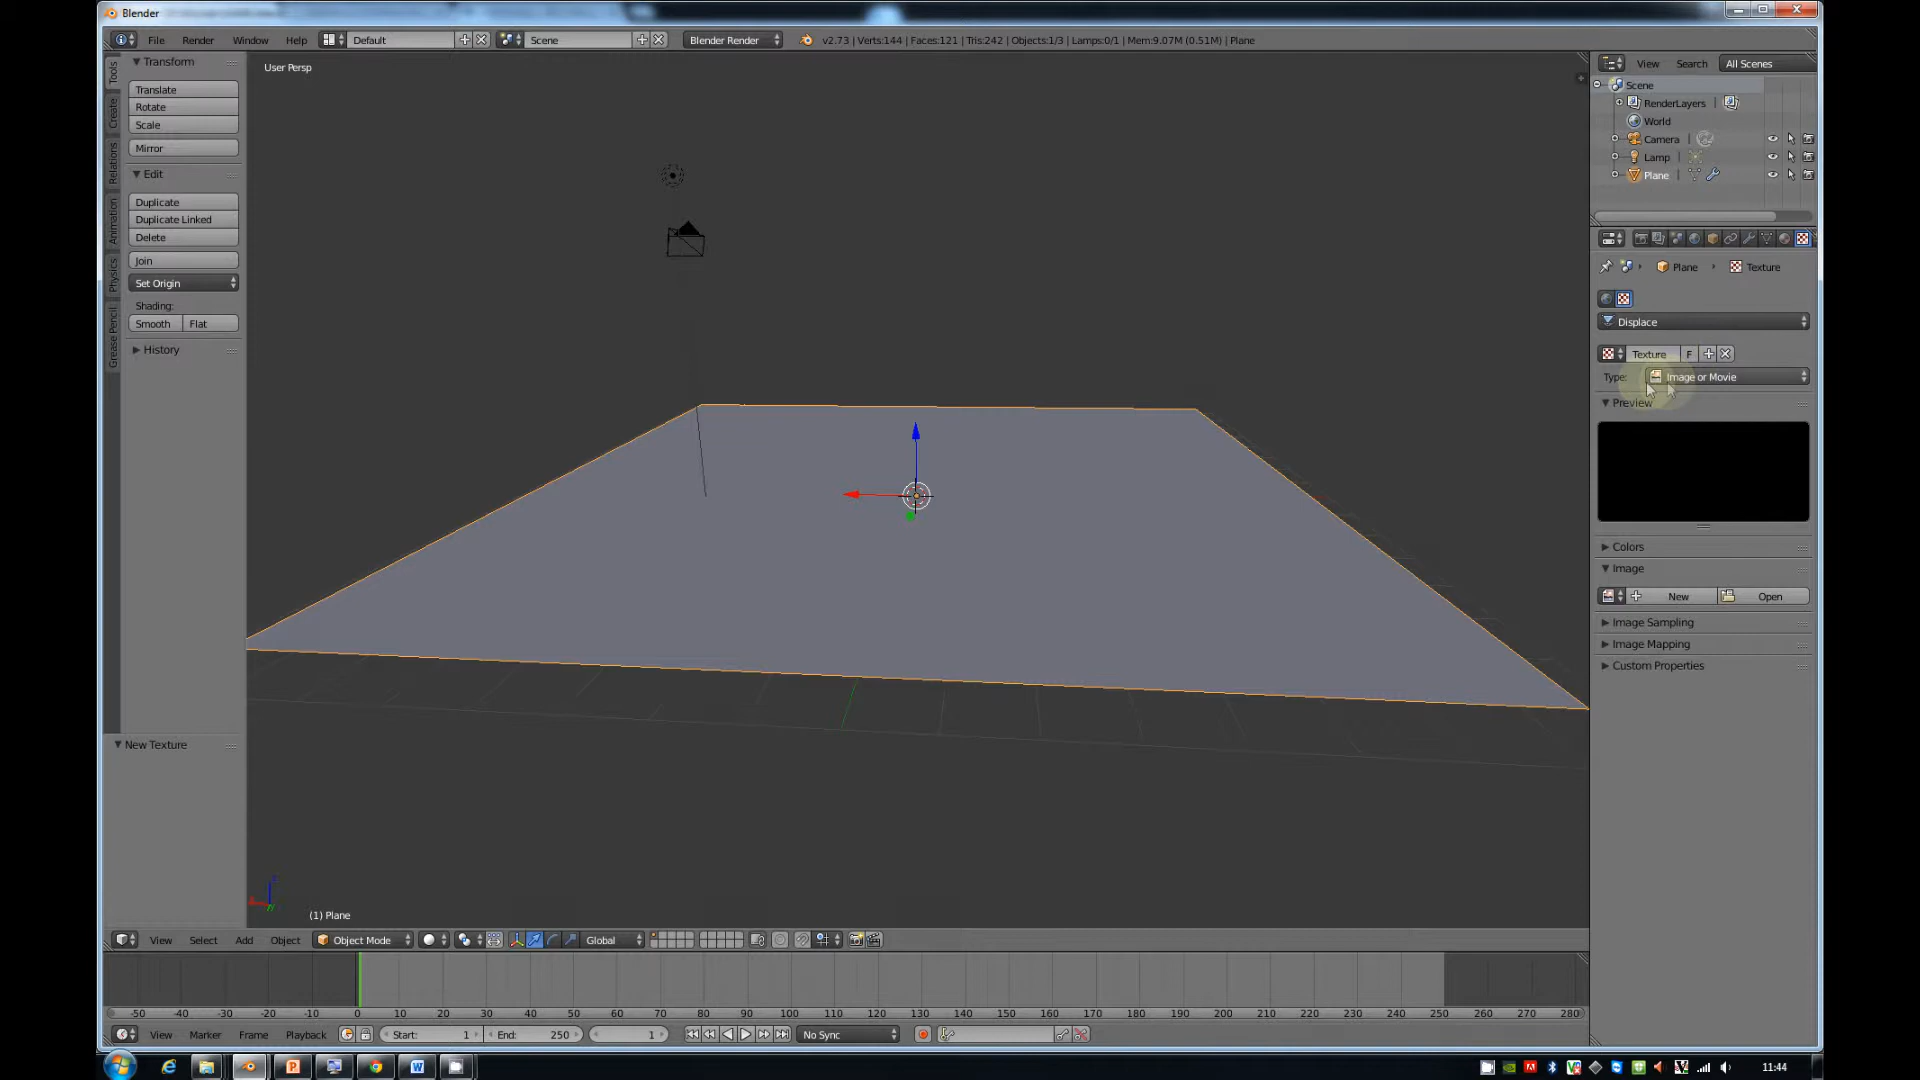 Blender
File Render Window Help Default Scene Blender Render v2.73 | Verts:144 | Faces:121 | Tris:242 | Objects:1/3 | Lamps:0/1 | Mem:9.07M (0.51M) | Plane
View Search All Scenes
Scene
RenderLayers
World
Camera
Lamp
Plane
Tools
Create
Relations
Animation
Physics
Grease Pencil
Transform
Translate
Rotate
Scale
Mirror
Edit
Duplicate
Duplicate Linked
Delete
Join
Set Origin
Shading:
Smooth Flat
History
New Texture
User Persp
(1) Plane
Plane Texture
Displace
Texture F
Type: Image or Movie
Preview
Colors
Image
New Open
Image Sampling
Image Mapping
Custom Properties
View Select Add Object Object Mode Global
-50 -40 -30 -20 -10 0 10 20 30 40 50 60 70 80 90 100 110 120 130 140 150 160 170 180 190 200 210 220 230 240 250 260 270 280
View Marker Frame Playback Start: 1 End: 250 1 No Sync
11:44